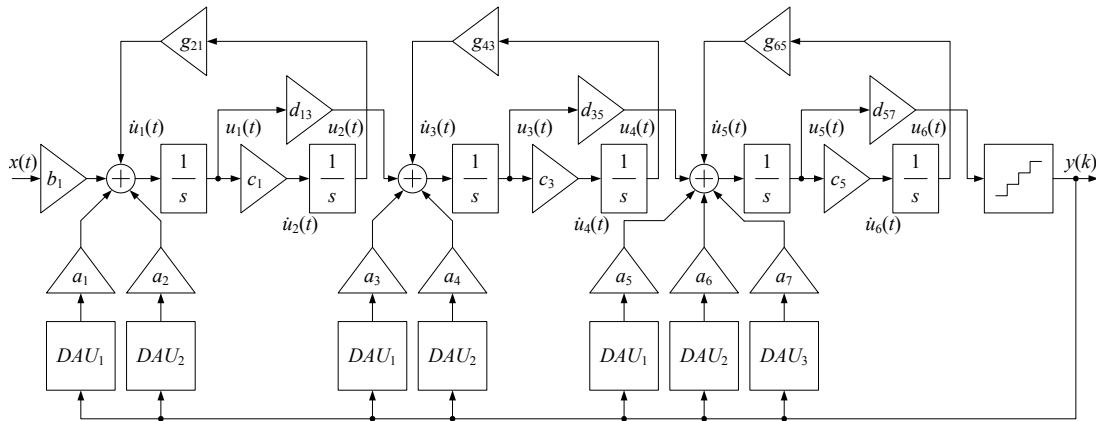 g₂₁ g₄₃ g₆₅
d₁₃ d₃₅ d₅₇
u̇₁(t) u₁(t) u₂(t) u̇₃(t) u₃(t) u₄(t) u̇₅(t) u₅(t) u₆(t)
x(t) b₁ + 1/s c₁ 1/s + 1/s c₃ 1/s + 1/s c₅ 1/s y(k)
u̇₂(t) u̇₄(t) u̇₆(t)
a₁ a₂ a₃ a₄ a₅ a₆ a₇
DAU₁ DAU₂ DAU₁ DAU₂ DAU₁ DAU₂ DAU₃